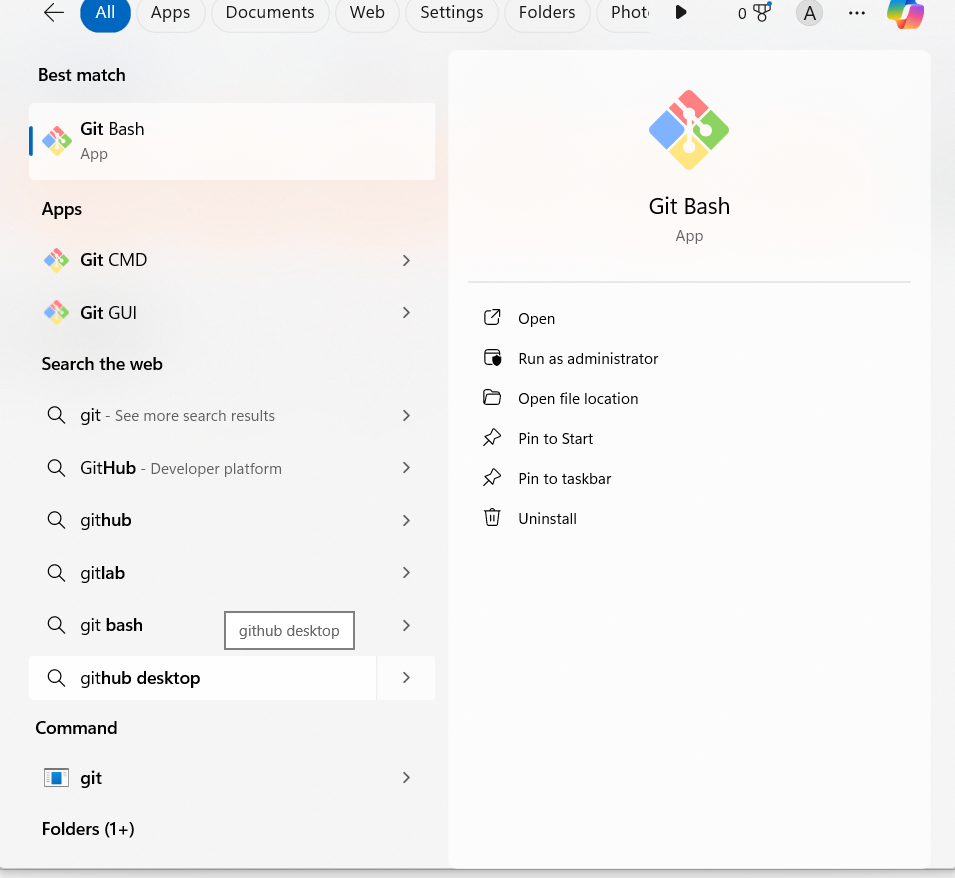 All Apps Documents Web Settings Folders Phot 0 A
Best match
Git Bash
App
Apps
Git CMD
Git GUI
Search the web
git - See more search results
GitHub - Developer platform
github
gitlab
git bash
github desktop
github desktop
Command
git
Folders (1+)
Git Bash
App
Open
Run as administrator
Open file location
Pin to Start
Pin to taskbar
Uninstall